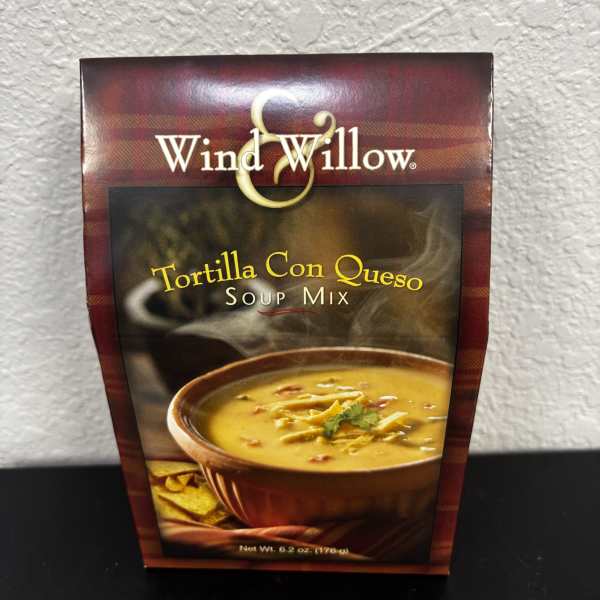 Wind & Willow®
Tortilla Con Queso
SOUP MIX
Net Wt. 6.2 oz. (176 g)